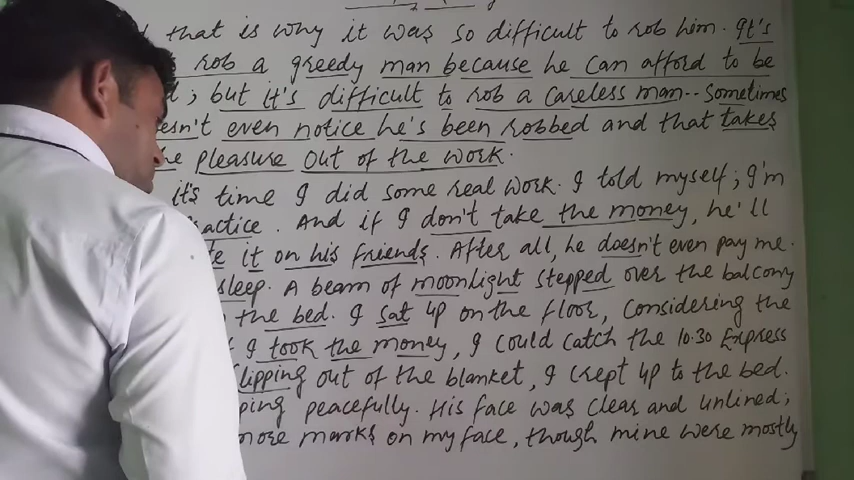 that is why it was so difficult to rob him. It's
rob a greedy man because he can afford to be
; but it's difficult to rob a careless man.. Sometimes
esn't even notice he's been robbed and that takes
pleasure out of the work.
it's time I did some real work. I told myself; I'm
ractice. And if I don't take the money, he'll
te it on his friends. After all, he doesn't even pay me.
sleep. A beam of moonlight stepped over the balcony
the bed. I sat up on the floor, considering the
I took the money, I could catch the 10.30 Express
lipping out of the blanket, I crept up to the bed.
ping peacefully. His face was clear and unlined;
more marks on my face, though mine were mostly